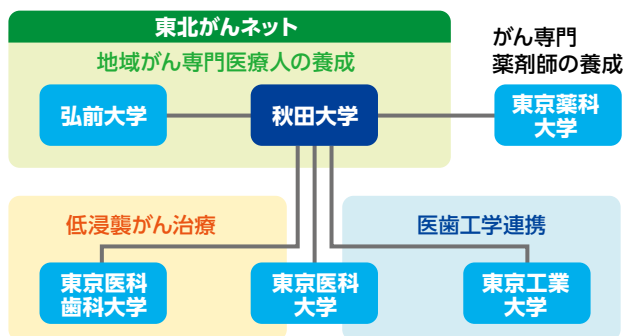 東北がんネット
地域がん専門医療人の養成
がん専門
薬剤師の養成
弘前大学
秋田大学
東京薬科
大学
低浸襲がん治療
医歯工学連携
東京医科
歯科大学
東京医科
大学
東京工業
大学